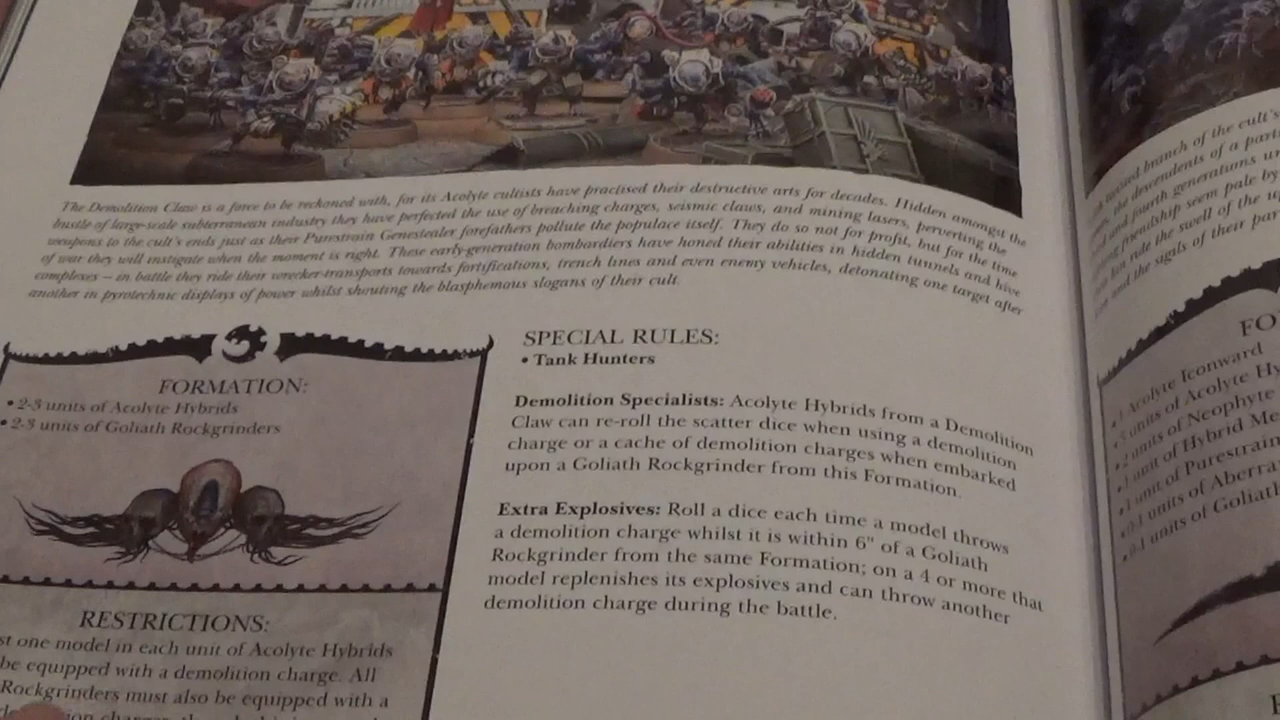 The Demolition Claw is a force to be reckoned with, for its Acolyte cultists have practised their destructive arts for decades. Hidden amongst the
bustle of large-scale subterranean industry they have perfected the use of breaching charges, seismic claws, and mining lasers, perverting the
weapons to the cult's ends just as their Purestrain Genestealer forefathers pollute the populace itself. They do so not for profit, but for the time
of war they will instigate when the moment is right. These early-generation bombardiers have honed their abilities in hidden tunnels and hive
complexes – in battle they ride their wrecker-transports towards fortifications, trench lines and even enemy vehicles, detonating one target after
another in pyrotechnic displays of power whilst shouting the blasphemous slogans of their cult.
FORMATION:
• 2-3 units of Acolyte Hybrids
• 2-3 units of Goliath Rockgrinders
RESTRICTIONS:
one model in each unit of Acolyte Hybrids
be equipped with a demolition charge. All
Rockgrinders must also be equipped with a
SPECIAL RULES:
• Tank Hunters
Demolition Specialists: Acolyte Hybrids from a Demolition
Claw can re-roll the scatter dice when using a demolition
charge or a cache of demolition charges when embarked
upon a Goliath Rockgrinder from this Formation.
Extra Explosives: Roll a dice each time a model throws
a demolition charge whilst it is within 6" of a Goliath
Rockgrinder from the same Formation; on a 4 or more that
model replenishes its explosives and can throw another
demolition charge during the battle.
branch of the cult's
the descendents of a
and fourth generations
friendship seem pale by
ride the swell of the
and the sigils of their
FO
Acolyte Iconward
units of Acolyte
units of Neophyte
unit of Hybrid
unit of
units of
units of Goliath